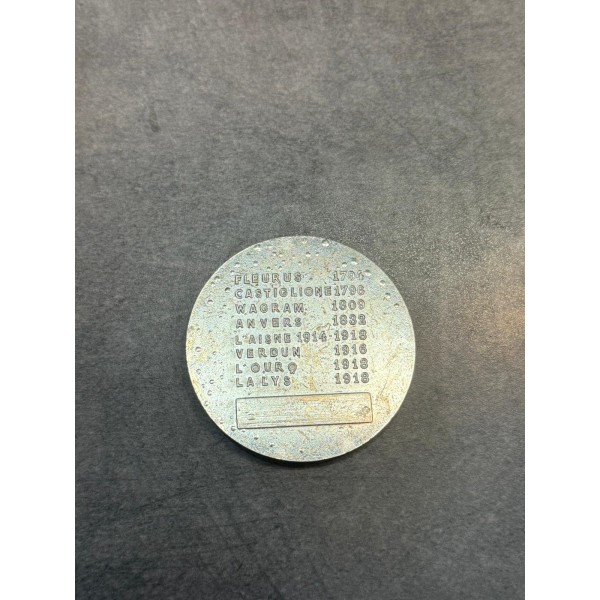 FLEURUS 1794
CASTIGLIONE 1796
WAGRAM 1809
ANVERS 1832
L'AISNE 1914-1918
VERDUN 1916
L'OURQ 1918
LA LYS 1918